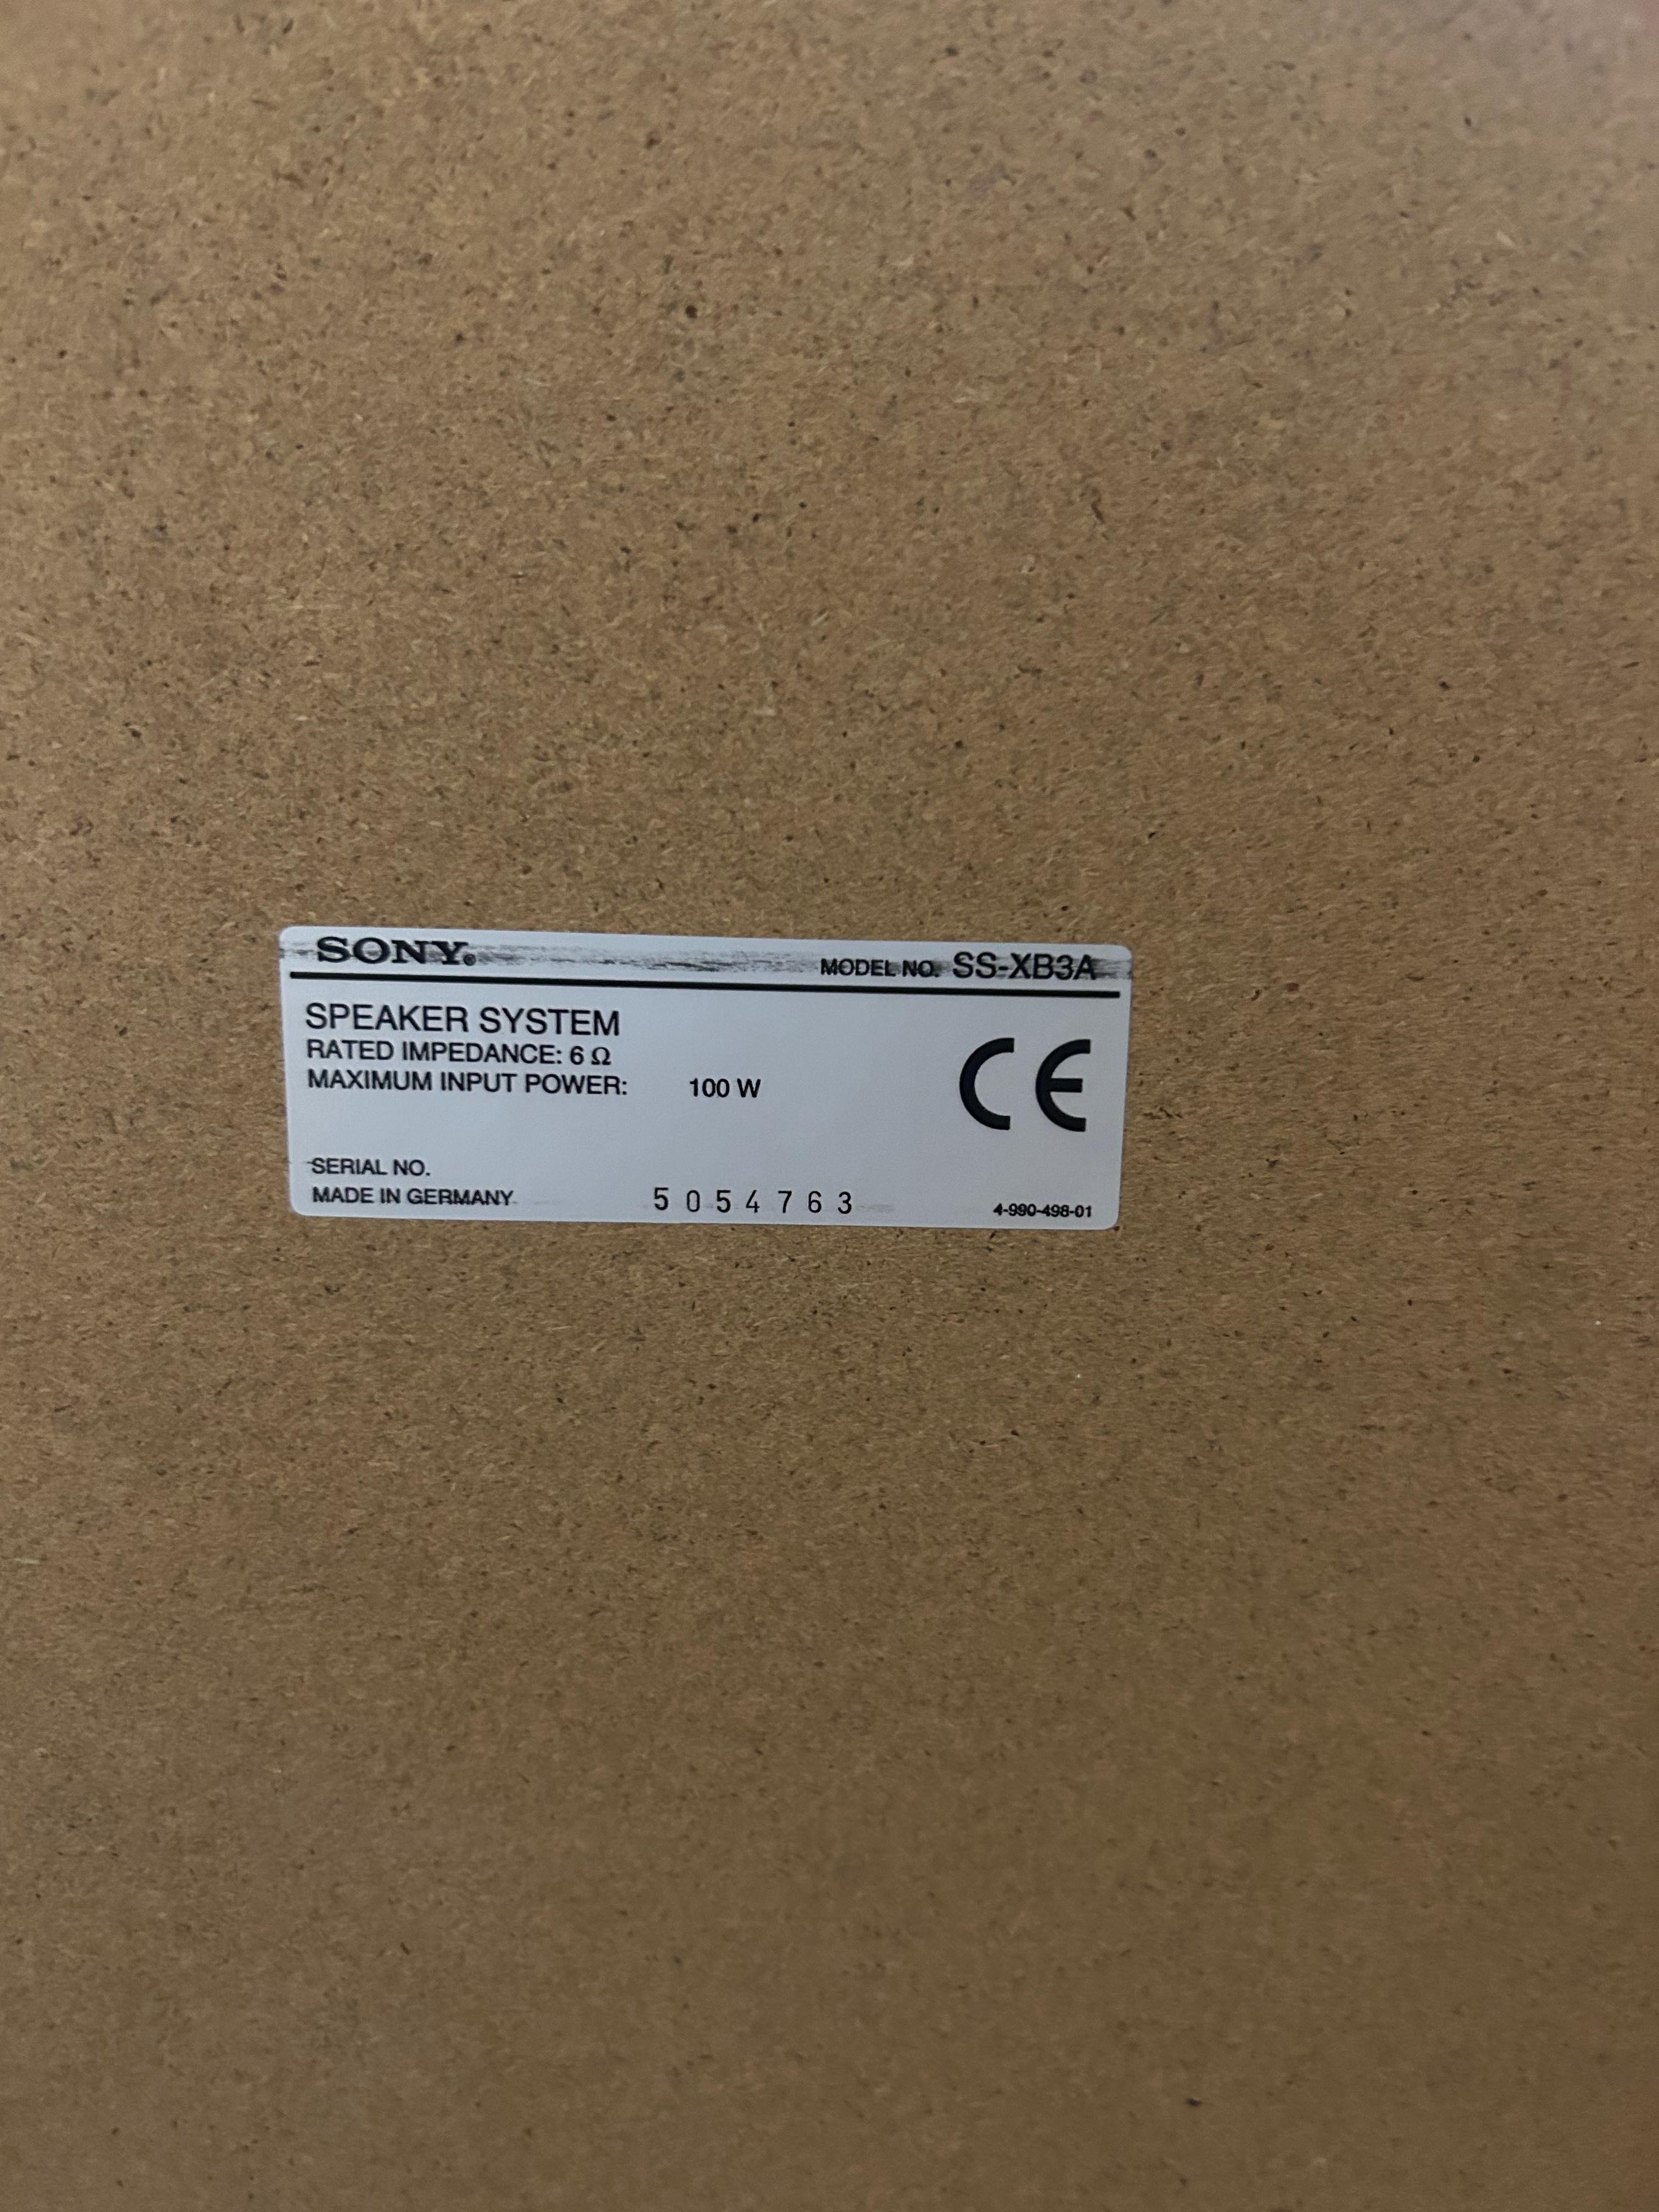 SONY® MODEL NO. SS-XB3A
SPEAKER SYSTEM
RATED IMPEDANCE: 6 Ω
MAXIMUM INPUT POWER: 100 W
CE
SERIAL NO.
MADE IN GERMANY 5054763 4-990-498-01